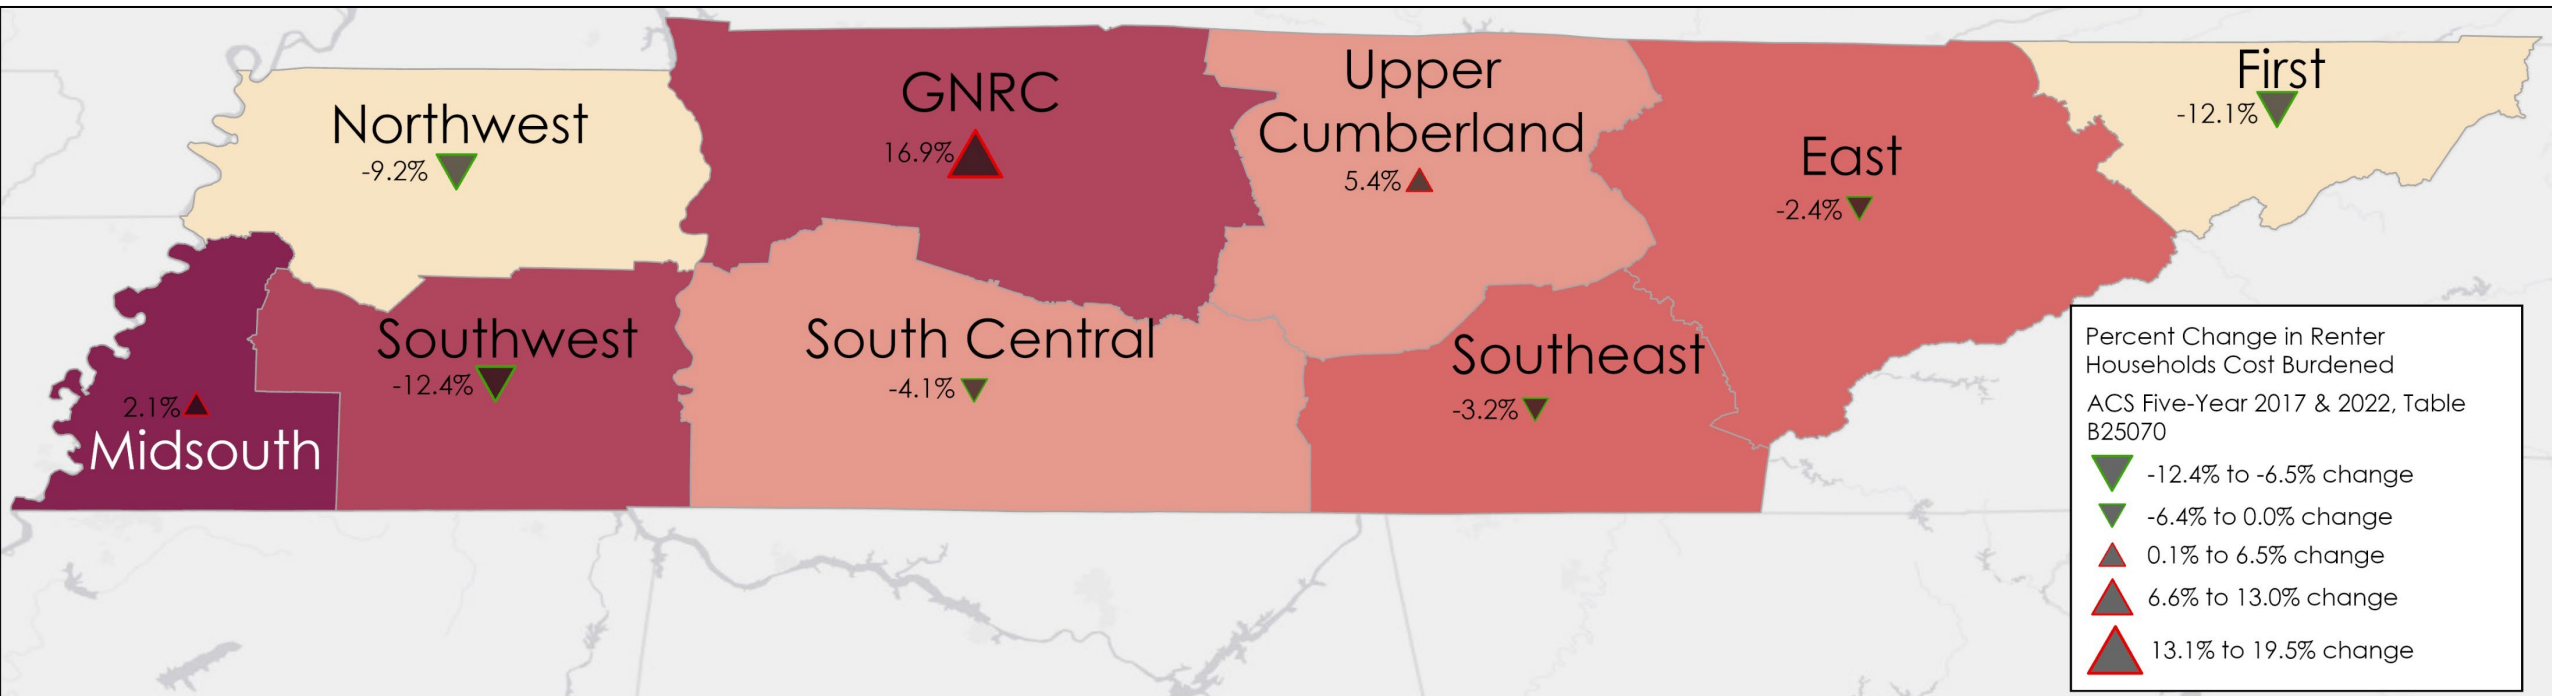 Northwest
-9.2%
GNRC
16.9%
Upper
Cumberland
5.4%
East
-2.4%
First
-12.1%
2.1%
Midsouth
Southwest
-12.4%
South Central
-4.1%
Southeast
-3.2%
Percent Change in Renter
Households Cost Burdened
ACS Five-Year 2017 & 2022, Table
B25070
-12.4% to -6.5% change
-6.4% to 0.0% change
0.1% to 6.5% change
6.6% to 13.0% change
13.1% to 19.5% change